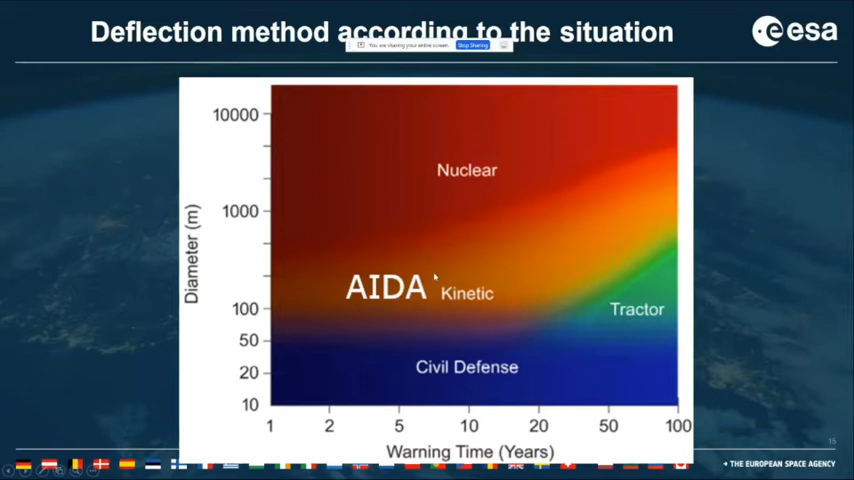 Deflection method according to the situation
esa
You are sharing your entire screen.
Stop Sharing
10000
1000
100
50
20
10
Diameter (m)
Nuclear
AIDA
Kinetic
Tractor
Civil Defense
1 2 5 10 20 50 100
Warning Time (Years)
15
→ THE EUROPEAN SPACE AGENCY